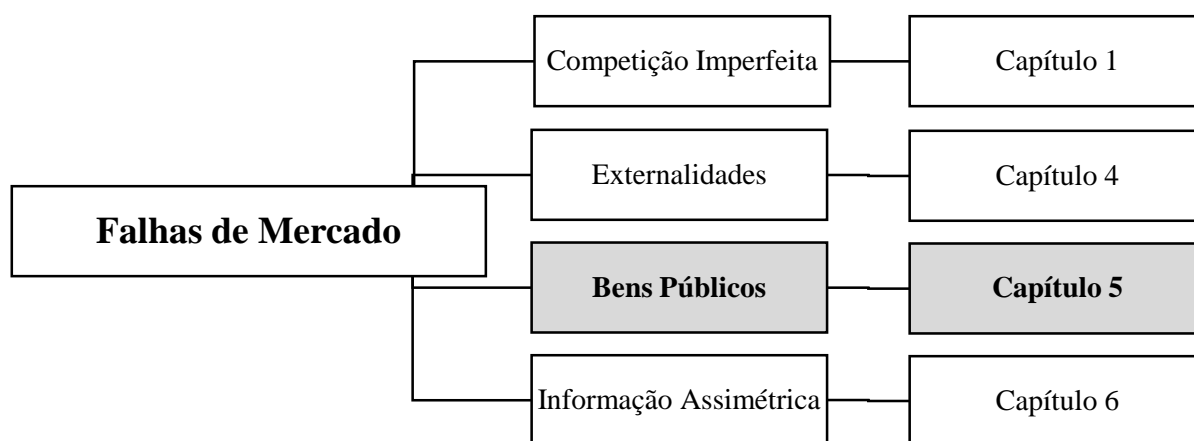 Falhas de Mercado
Competição Imperfeita
Capítulo 1
Externalidades
Capítulo 4
Bens Públicos
Capítulo 5
Informação Assimétrica
Capítulo 6